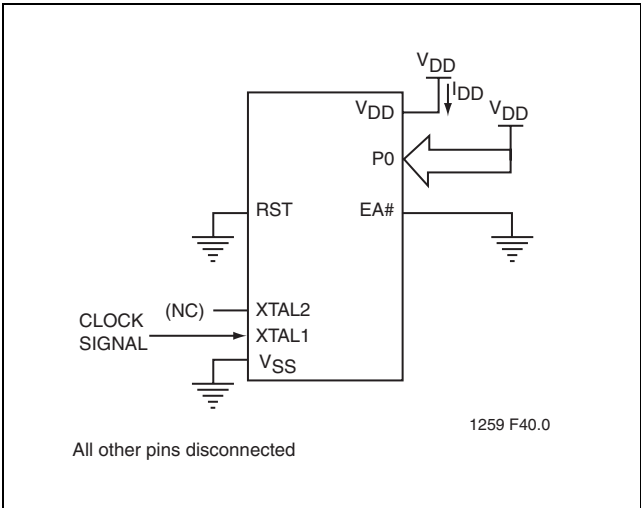 VDD
IDD
VDD
VDD
P0
RST
EA#
(NC)
XTAL2
CLOCK
SIGNAL
XTAL1
VSS
1259 F40.0
All other pins disconnected